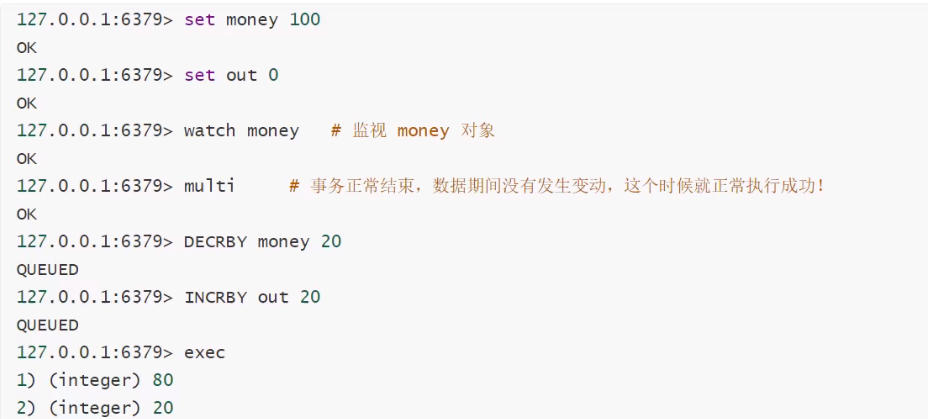 127.0.0.1:6379> set money 100
OK
127.0.0.1:6379> set out 0
OK
127.0.0.1:6379> watch money   # 监视 money 对象
OK
127.0.0.1:6379> multi     # 事务正常结束，数据期间没有发生变动，这个时候就正常执行成功！
OK
127.0.0.1:6379> DECRBY money 20
QUEUED
127.0.0.1:6379> INCRBY out 20
QUEUED
127.0.0.1:6379> exec
1) (integer) 80
2) (integer) 20